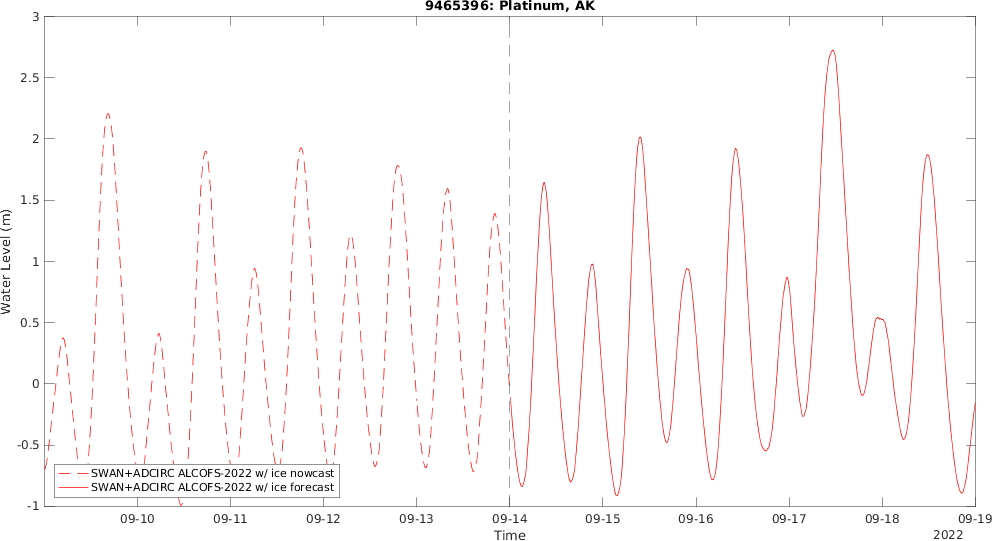 9465396: Platinum, AK
3
2.5
2
1.5
1
0.5
0
-0.5
-1
Water Level (m)
SWAN+ADCIRC ALCOFS-2022 w/ ice nowcast
SWAN+ADCIRC ALCOFS-2022 w/ ice forecast
09-10 09-11 09-12 09-13 09-14 09-15 09-16 09-17 09-18 09-19
Time
2022